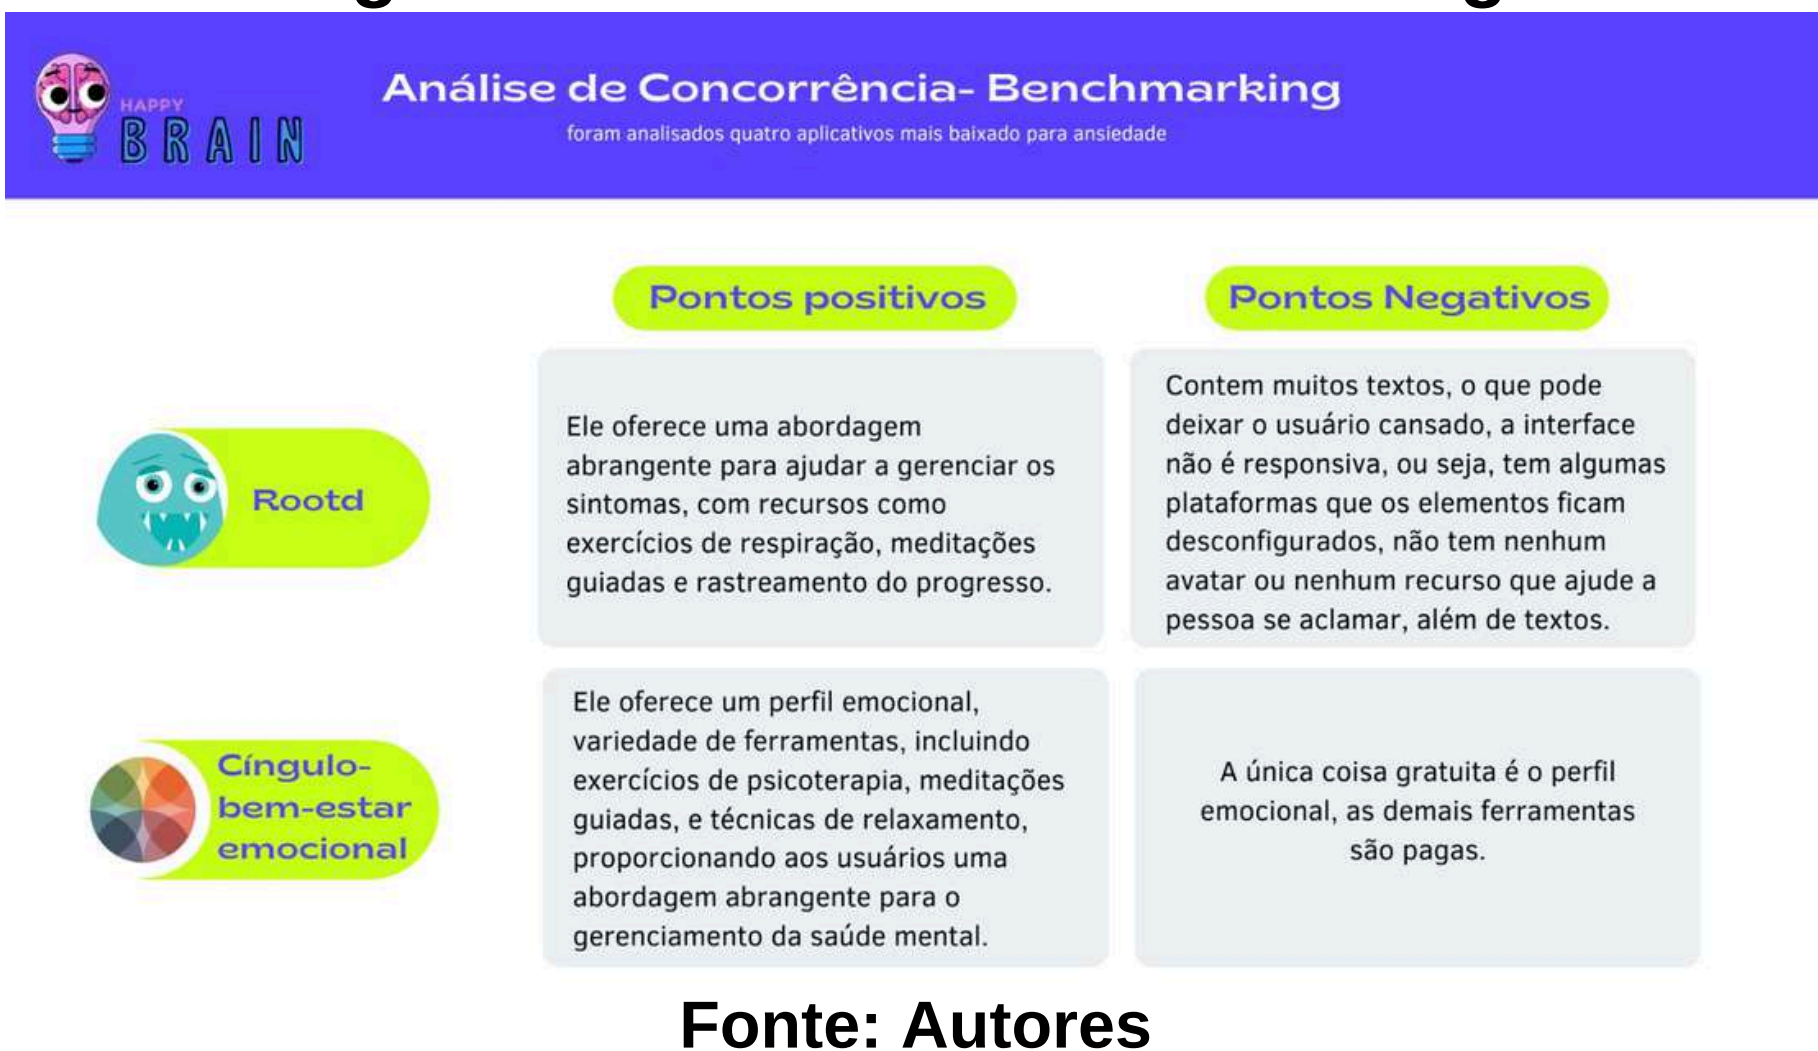 HAPPY
BRAIN
Análise de Concorrência- Benchmarking
foram analisados quatro aplicativos mais baixado para ansiedade
Pontos positivos
Pontos Negativos
Rootd
Ele oferece uma abordagem
abrangente para ajudar a gerenciar os
sintomas, com recursos como
exercícios de respiração, meditações
guiadas e rastreamento do progresso.
Contem muitos textos, o que pode
deixar o usuário cansado, a interface
não é responsiva, ou seja, tem algumas
plataformas que os elementos ficam
desconfigurados, não tem nenhum
avatar ou nenhum recurso que ajude a
pessoa se aclamar, além de textos.
Cíngulo-
bem-estar
emocional
Ele oferece um perfil emocional,
variedade de ferramentas, incluindo
exercícios de psicoterapia, meditações
guiadas, e técnicas de relaxamento,
proporcionando aos usuários uma
abordagem abrangente para o
gerenciamento da saúde mental.
A única coisa gratuita é o perfil
emocional, as demais ferramentas
são pagas.
Fonte: Autores